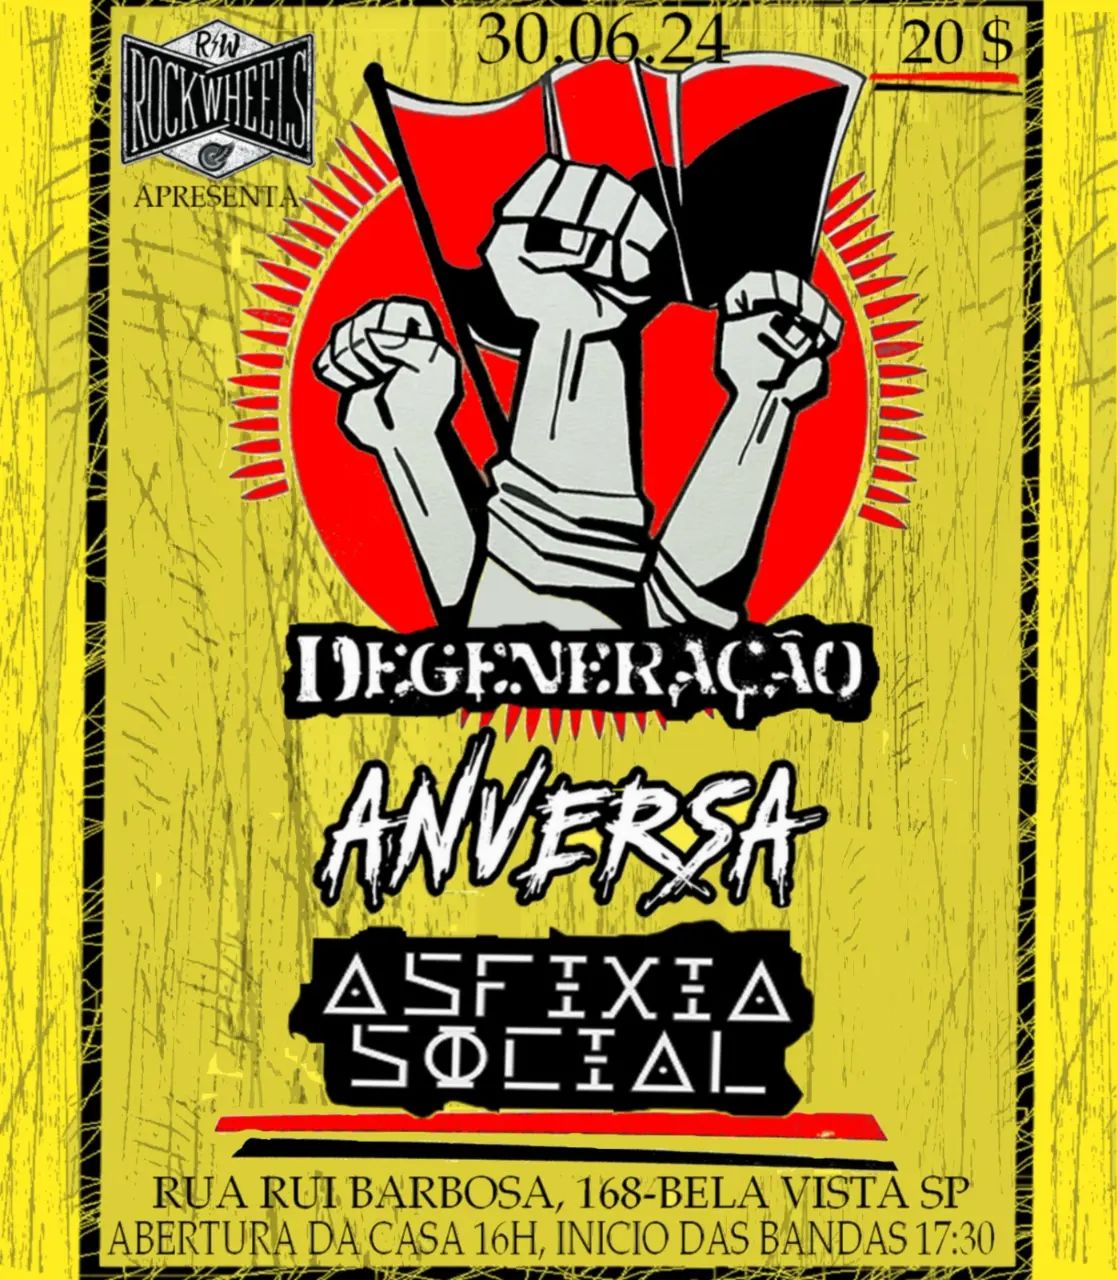 30.06.24
20 $
R W
ROCKWHEELS
APRESENTA
DEGENERAÇÃO
ANVERSA
ASFIXIA
SOCIAL
RUA RUI BARBOSA, 168-BELA VISTA SP
ABERTURA DA CASA 16H, INICIO DAS BANDAS 17:30